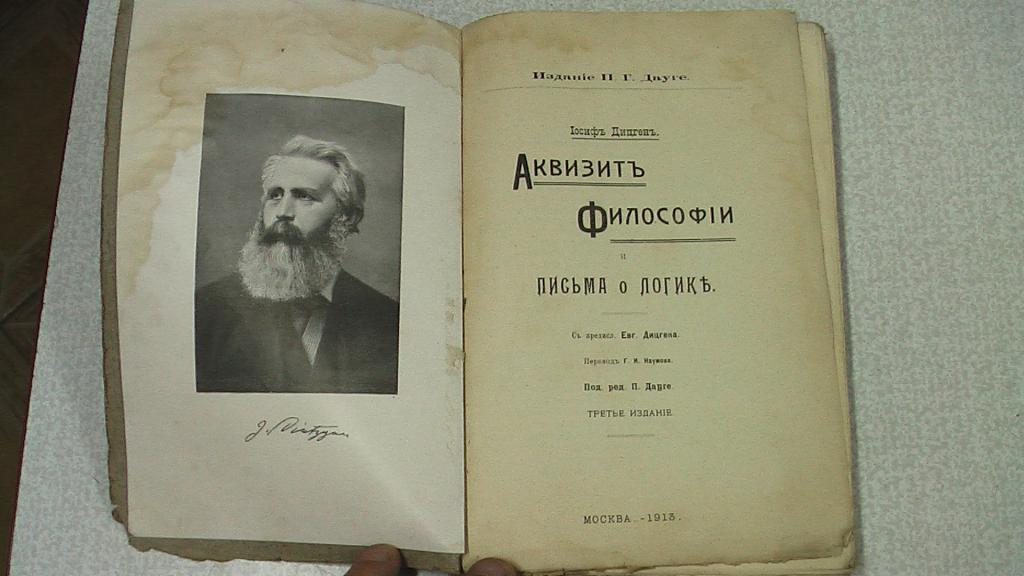 J. Dietzgen
Изданіе П. Г. Дауге.
Іосифъ Дицгенъ.
Аквизитъ
Философіи
и
ПИСЬМА о ЛОГИКѢ.
Съ предисл. Евг. Дицгена.
Переводъ Г. И. Наумова.
Под. ред. П. Дауге.
ТРЕТЬЕ ИЗДАНІЕ.
МОСКВА.-1913.